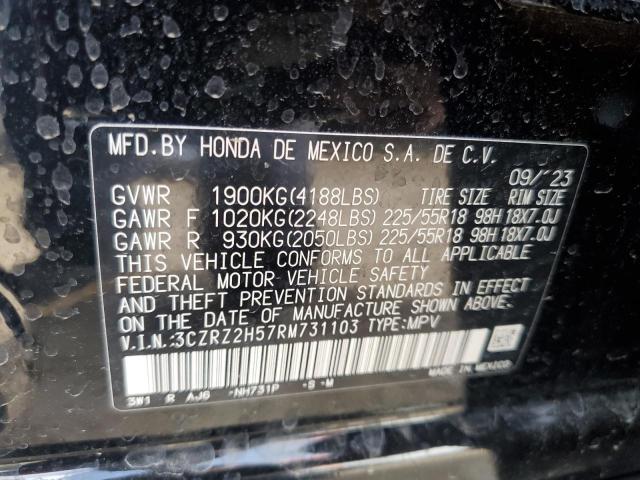 MFD.BY HONDA DE MEXICO S.A. DE C.V.
09/'23
GVWR 1900KG(4188LBS) TIRE SIZE RIM SIZE
GAWR F 1020KG(2248LBS) 225/55R18 98H 18X7.0J
GAWR R 930KG(2050LBS) 225/55R18 98H 18X7.0J
THIS VEHICLE CONFORMS TO ALL APPLICABLE
FEDERAL MOTOR VEHICLE SAFETY
AND THEFT PREVENTION STANDARDS IN EFFECT
ON THE DATE OF MANUFACTURE SHOWN ABOVE.
V.I.N.:3CZRZ2H57RM731103 TYPE:MPV
3W1 R AJG -NH731P -S -M
MADE IN MEXICO